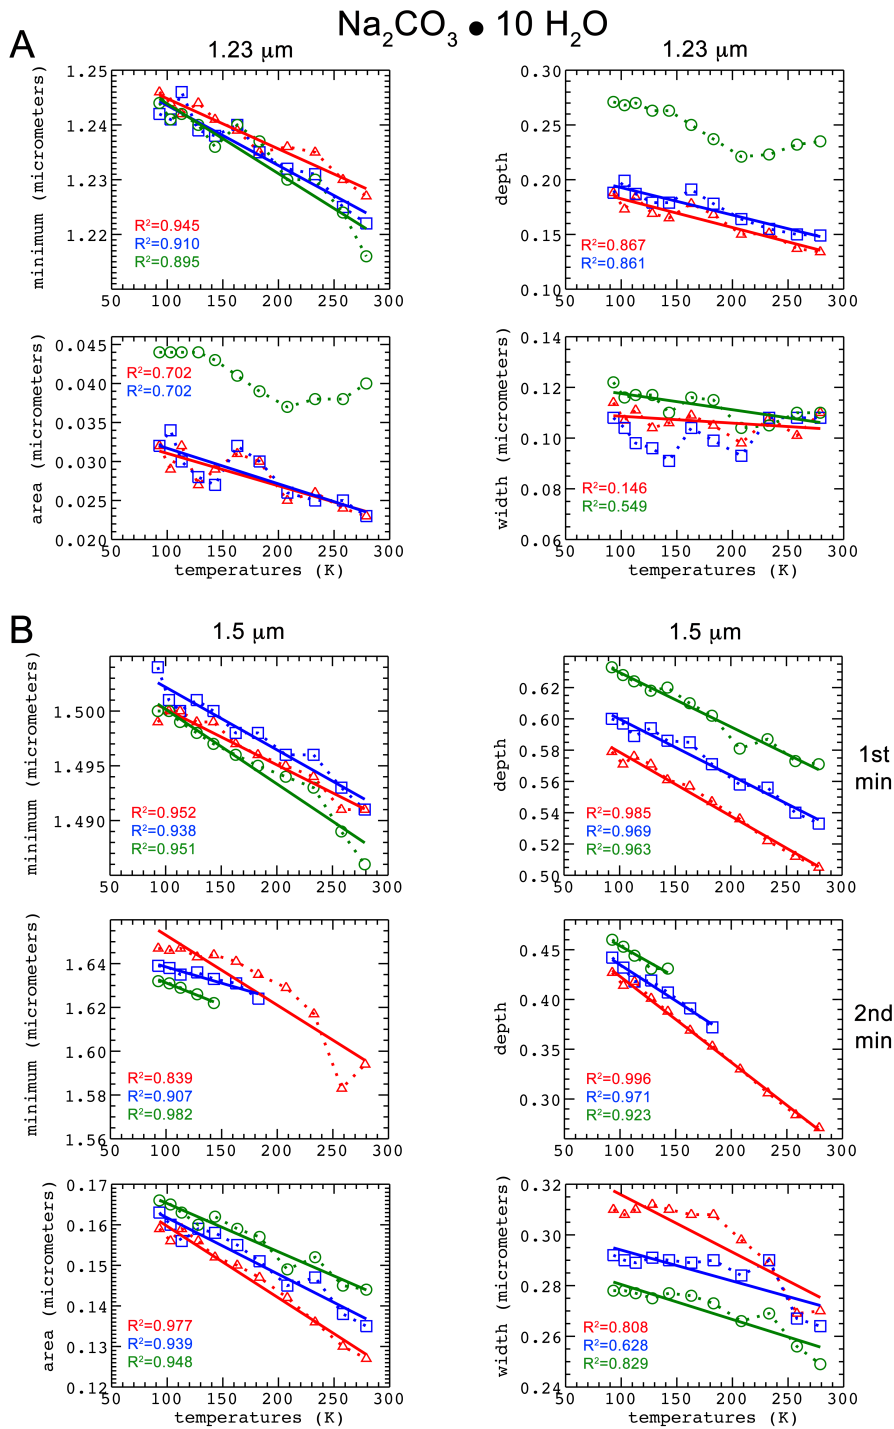 Na2CO3 ● 10 H2O
A
1.23 μm
1.23 μm
minimum (micrometers)
1.25
1.24
1.23
1.22
R²=0.945
R²=0.910
R²=0.895
50 100 150 200 250 300
depth
0.30
0.25
0.20
0.15
0.10
R²=0.867
R²=0.861
50 100 150 200 250 300
area (micrometers)
0.045
0.040
0.035
0.030
0.025
0.020
R²=0.702
R²=0.702
50 100 150 200 250 300
temperatures (K)
width (micrometers)
0.14
0.12
0.10
0.08
0.06
R²=0.146
R²=0.549
50 100 150 200 250 300
temperatures (K)
B
1.5 μm
1.5 μm
minimum (micrometers)
1.500
1.495
1.490
R²=0.952
R²=0.938
R²=0.951
50 100 150 200 250 300
depth
0.62
0.60
0.58
0.56
0.54
0.52
0.50
R²=0.985
R²=0.969
R²=0.963
50 100 150 200 250 300
1st
min
minimum (micrometers)
1.64
1.62
1.60
1.58
1.56
R²=0.839
R²=0.907
R²=0.982
50 100 150 200 250 300
depth
0.45
0.40
0.35
0.30
R²=0.996
R²=0.971
R²=0.923
50 100 150 200 250 300
2nd
min
area (micrometers)
0.17
0.16
0.15
0.14
0.13
0.12
R²=0.977
R²=0.939
R²=0.948
50 100 150 200 250 300
temperatures (K)
width (micrometers)
0.32
0.30
0.28
0.26
0.24
R²=0.808
R²=0.628
R²=0.829
50 100 150 200 250 300
temperatures (K)